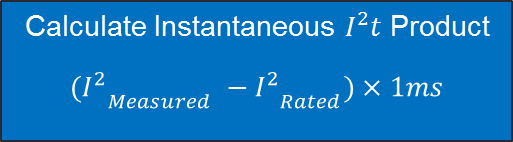 Calculate Instantaneous I²t Product
(I²Measured − I²Rated) × 1ms